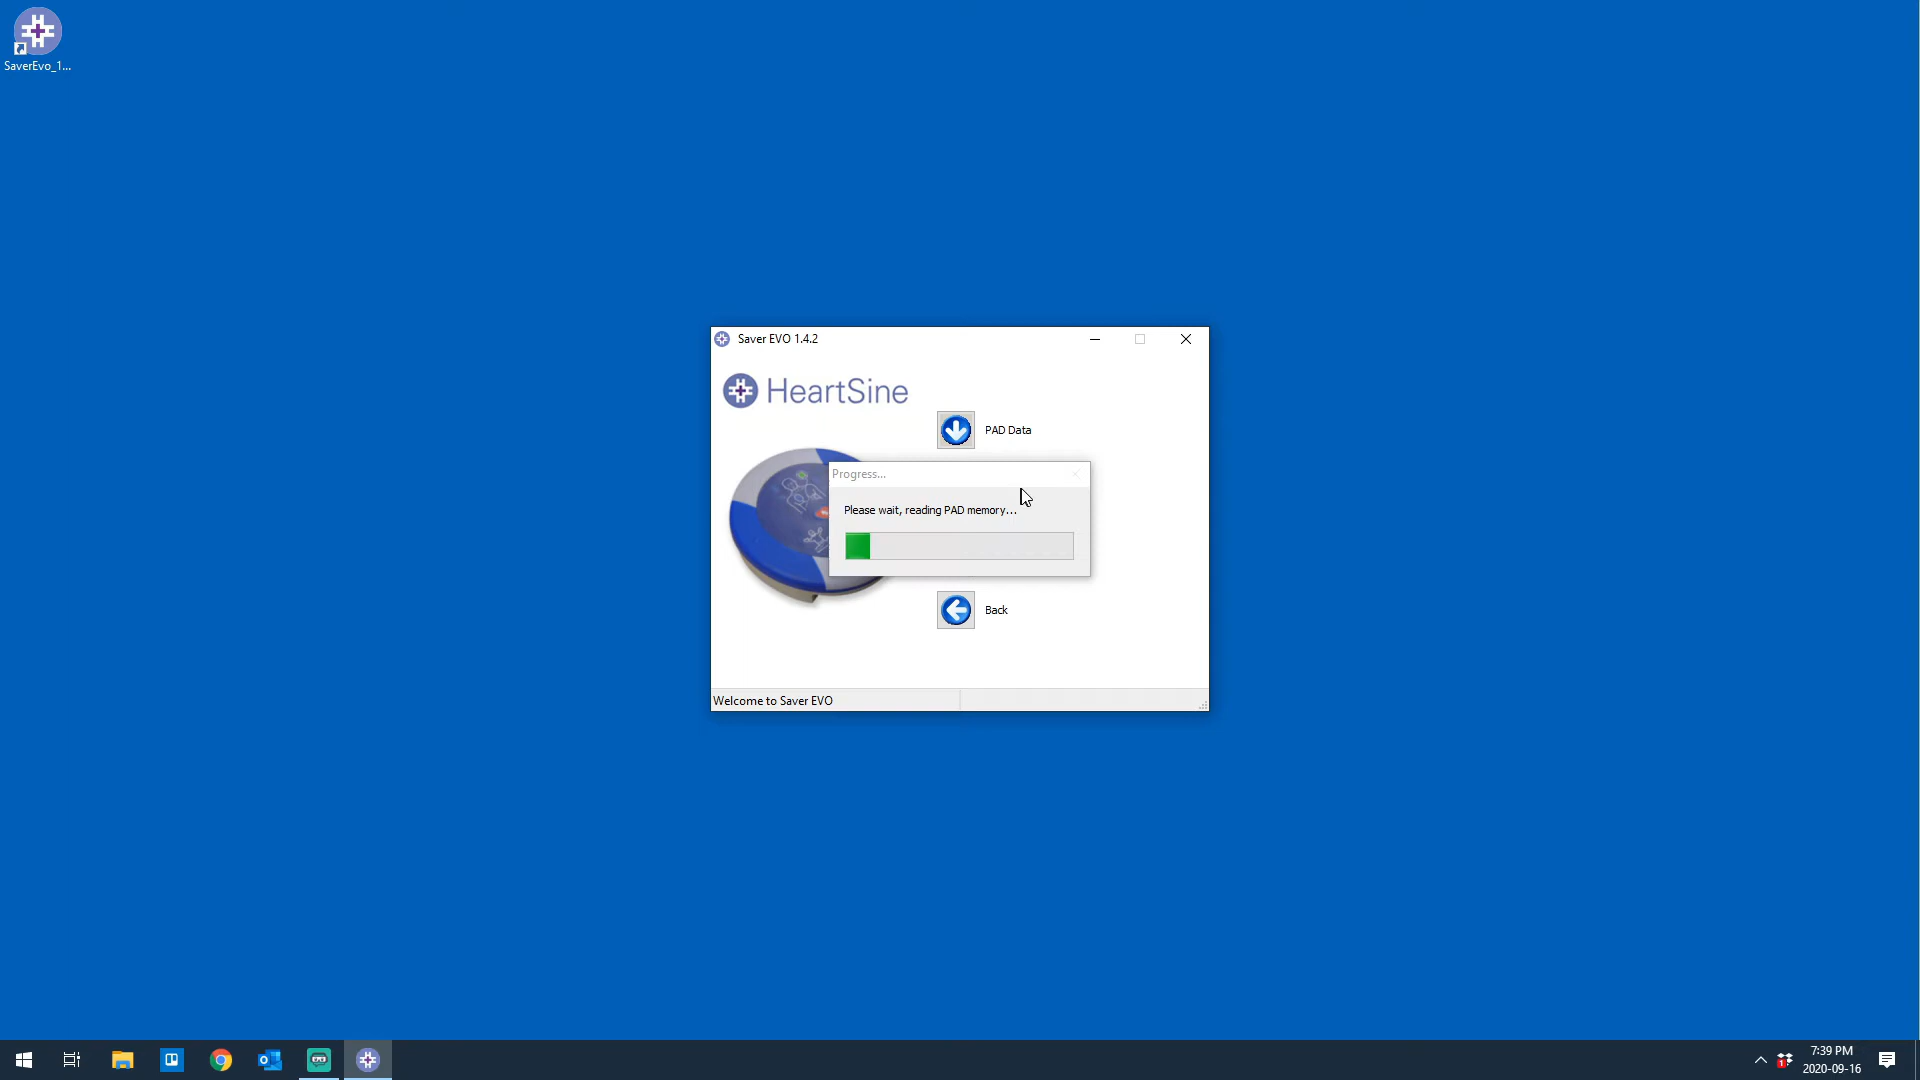 SaverEvo_1...
Saver EVO 1.4.2
HeartSine
PAD Data
Progress...
Please wait, reading PAD memory...
Back
Welcome to Saver EVO
7:39 PM
2020-09-16
1